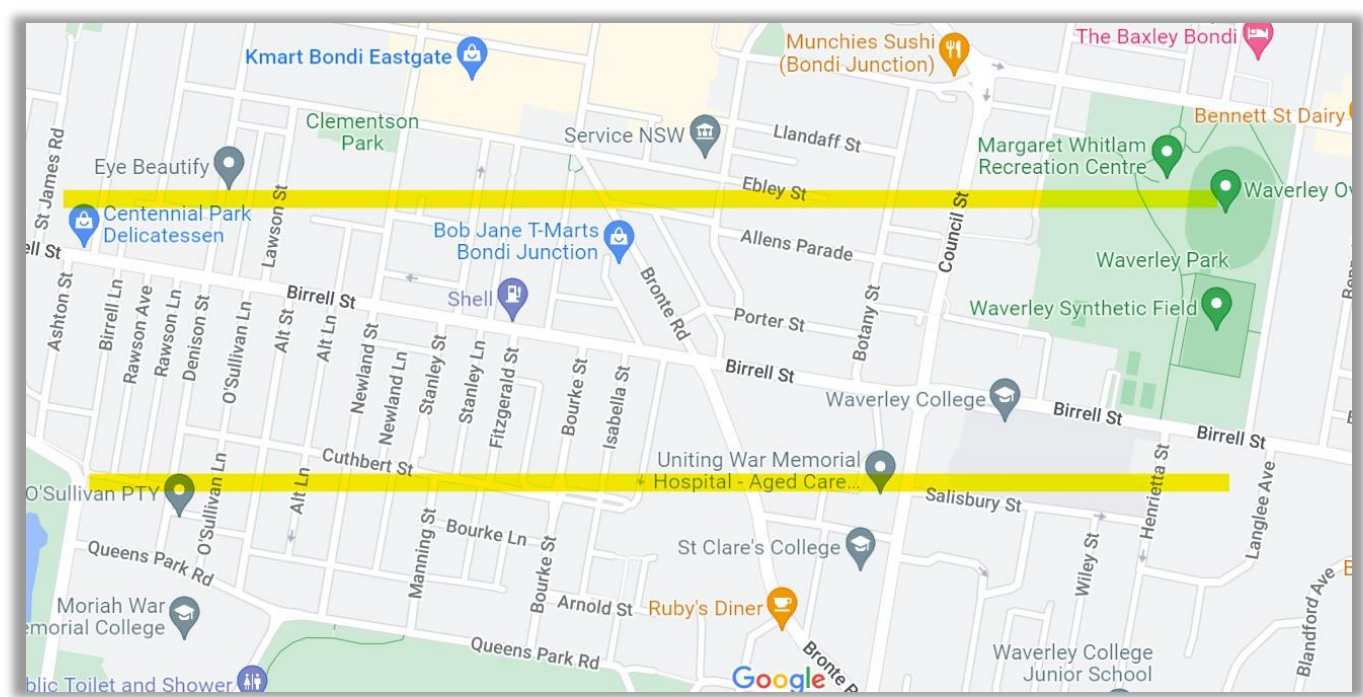 Munchies Sushi
(Bondi Junction)
The Baxley Bondi
Kmart Bondi Eastgate
Bennett St Dairy
Clementson
Park
Service NSW
Llandaff St
Margaret Whitlam
Recreation Centre
St James Rd
Eye Beautify
Lawson St
Ebley St
Waverley Ov
Centennial Park
Delicatessen
Bob Jane T-Marts
Bondi Junction
Allens Parade
Council St
Waverley Park
ell St
Birrell St
Shell
Bronte Rd
Porter St
Botany St
Waverley Synthetic Field
Ashton St
Birrell Ln
Rawson Ave
Rawson Ln
Denison St
O'Sullivan Ln
Alt St
Alt Ln
Newland St
Newland Ln
Stanley St
Stanley Ln
Fitzgerald St
Bourke St
Isabella St
Birrell St
Waverley College
Birrell St
Birrell St
Cuthbert St
Uniting War Memorial
Hospital - Aged Care...
O'Sullivan PTY
O'Sullivan Ln
Alt Ln
Salisbury St
Henrietta St
Langlee Ave
Manning St
Bourke Ln
Bourke St
St Clare's College
Wiley St
Queens Park Rd
Moriah War
emorial College
Arnold St
Ruby's Diner
Blandford Ave
Queens Park Rd
Bronte R
Waverley College
Junior School
blic Toilet and Shower
Google